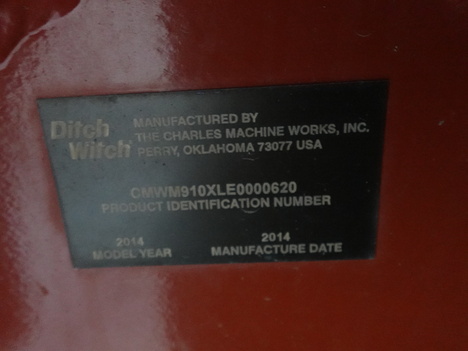 Ditch Witch
MANUFACTURED BY
THE CHARLES MACHINE WORKS, INC.
PERRY, OKLAHOMA 73077 USA
CMWM910XLE0000620
PRODUCT IDENTIFICATION NUMBER
2014
MODEL YEAR
2014
MANUFACTURE DATE